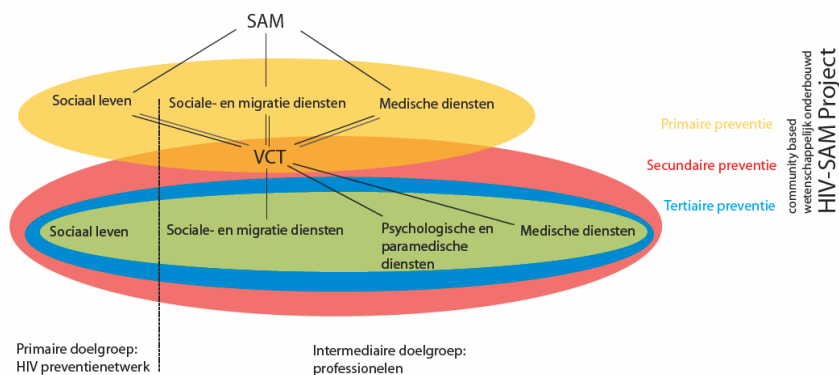 SAM
Sociaal leven
Sociale- en migratie diensten
Medische diensten
VCT
Sociaal leven
Sociale- en migratie diensten
Psychologische en
paramedische
diensten
Medische diensten
Primaire doelgroep:
HIV preventienetwerk
Intermediaire doelgroep:
professionelen
Primaire preventie
Secundaire preventie
Tertiaire preventie
community based
wetenschappelijk onderbouwd
HIV-SAM Project